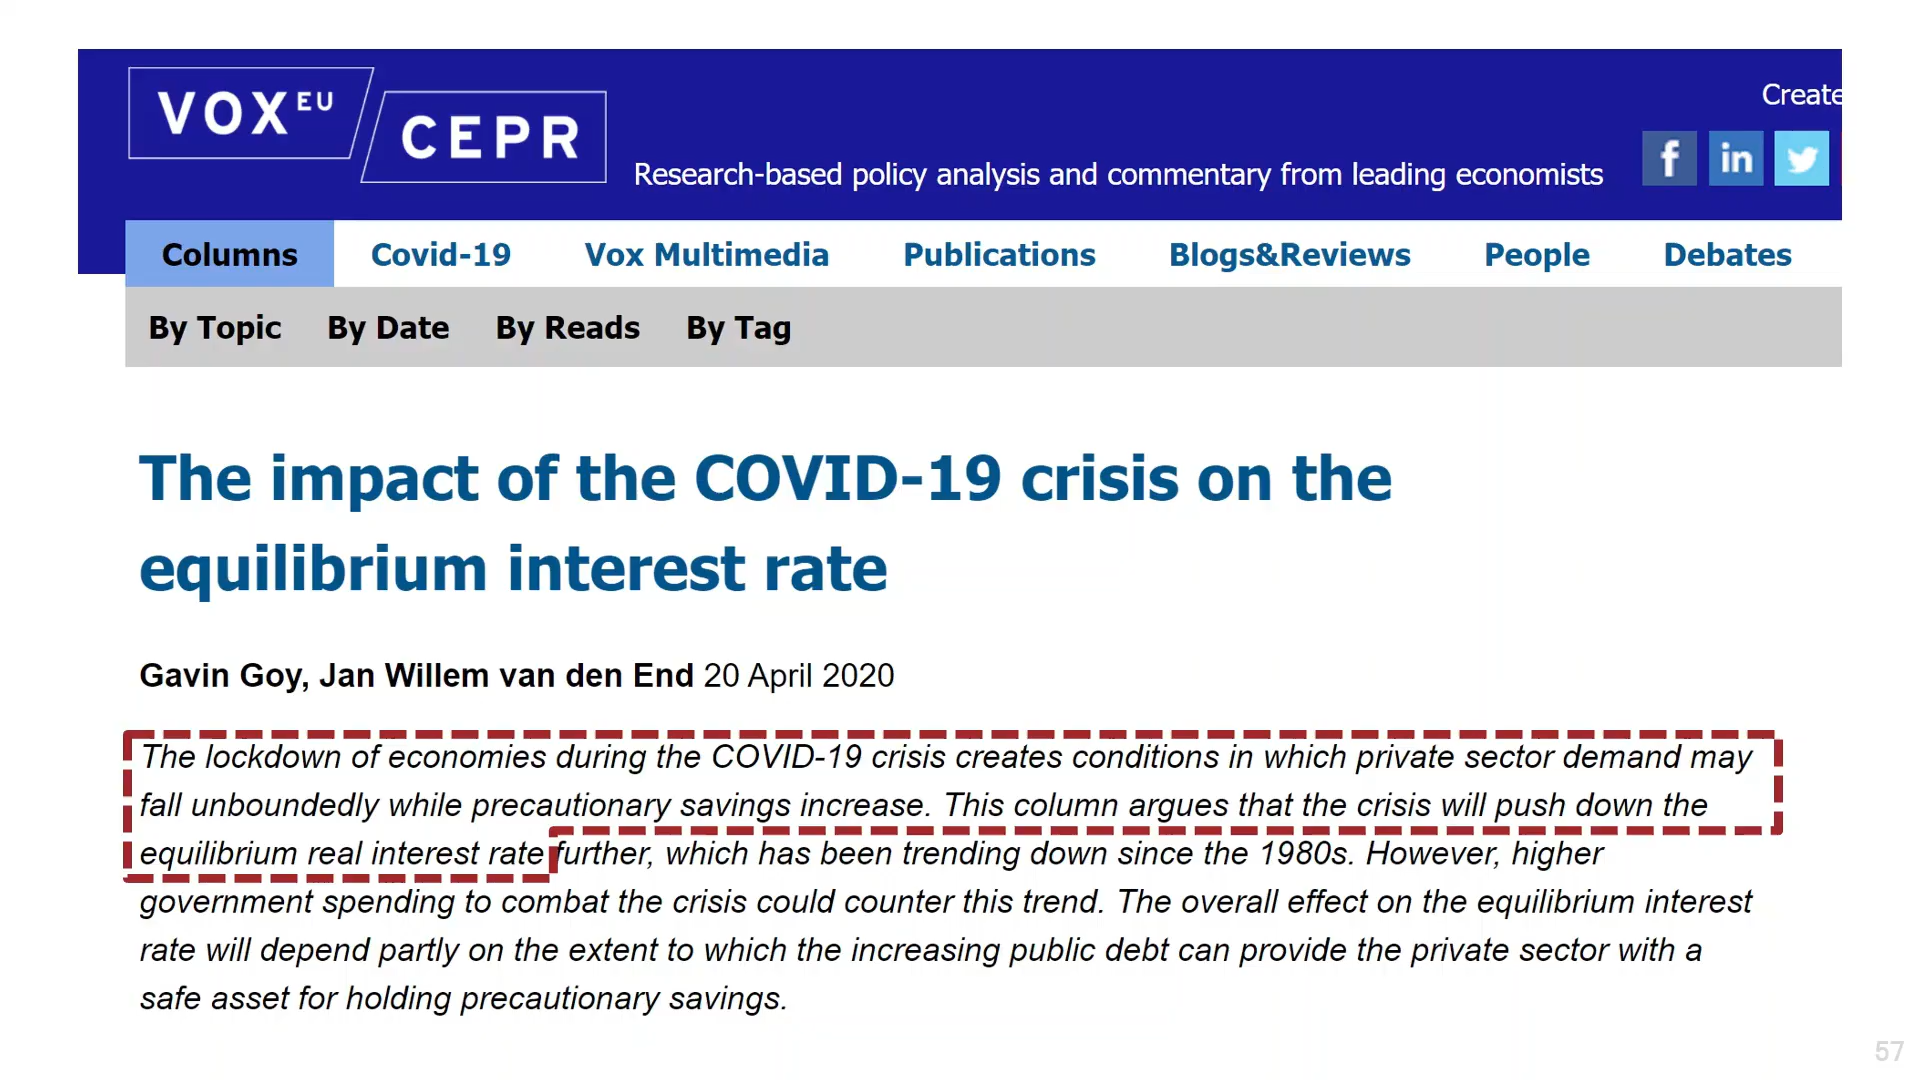 VOX EU
CEPR
Create
Research-based policy analysis and commentary from leading economists
Columns Covid-19 Vox Multimedia Publications Blogs&Reviews People Debates
By Topic By Date By Reads By Tag
The impact of the COVID-19 crisis on the
equilibrium interest rate
Gavin Goy, Jan Willem van den End 20 April 2020
The lockdown of economies during the COVID-19 crisis creates conditions in which private sector demand may
fall unboundedly while precautionary savings increase. This column argues that the crisis will push down the
equilibrium real interest rate further, which has been trending down since the 1980s. However, higher
government spending to combat the crisis could counter this trend. The overall effect on the equilibrium interest
rate will depend partly on the extent to which the increasing public debt can provide the private sector with a
safe asset for holding precautionary savings.
57